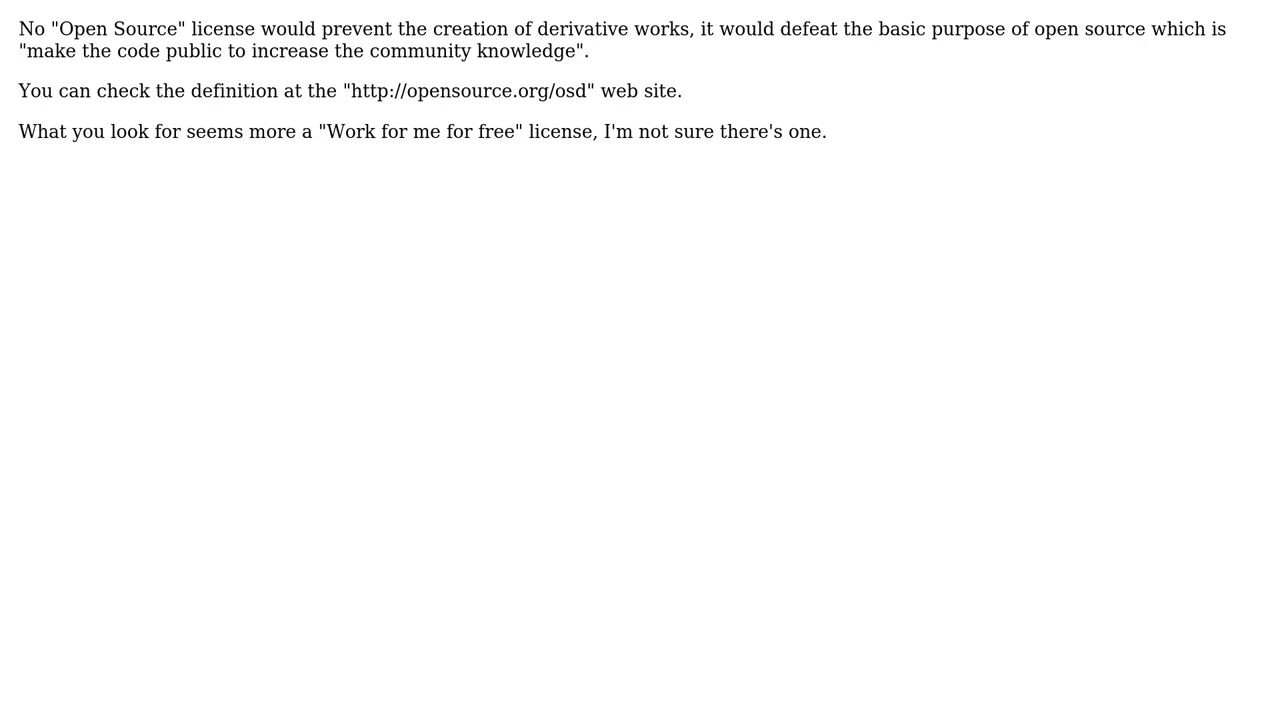 No "Open Source" license would prevent the creation of derivative works, it would defeat the basic purpose of open source which is
"make the code public to increase the community knowledge".
You can check the definition at the "http://opensource.org/osd" web site.
What you look for seems more a "Work for me for free" license, I'm not sure there's one.